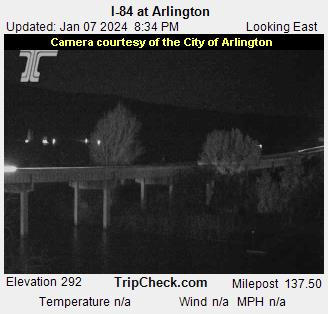 I-84 at Arlington
Updated: Jan 07 2024 8:34 PM Looking East
Camera courtesy of the City of Arlington
Elevation 292 TripCheck.com Milepost 137.50
Temperature n/a Wind n/a MPH n/a